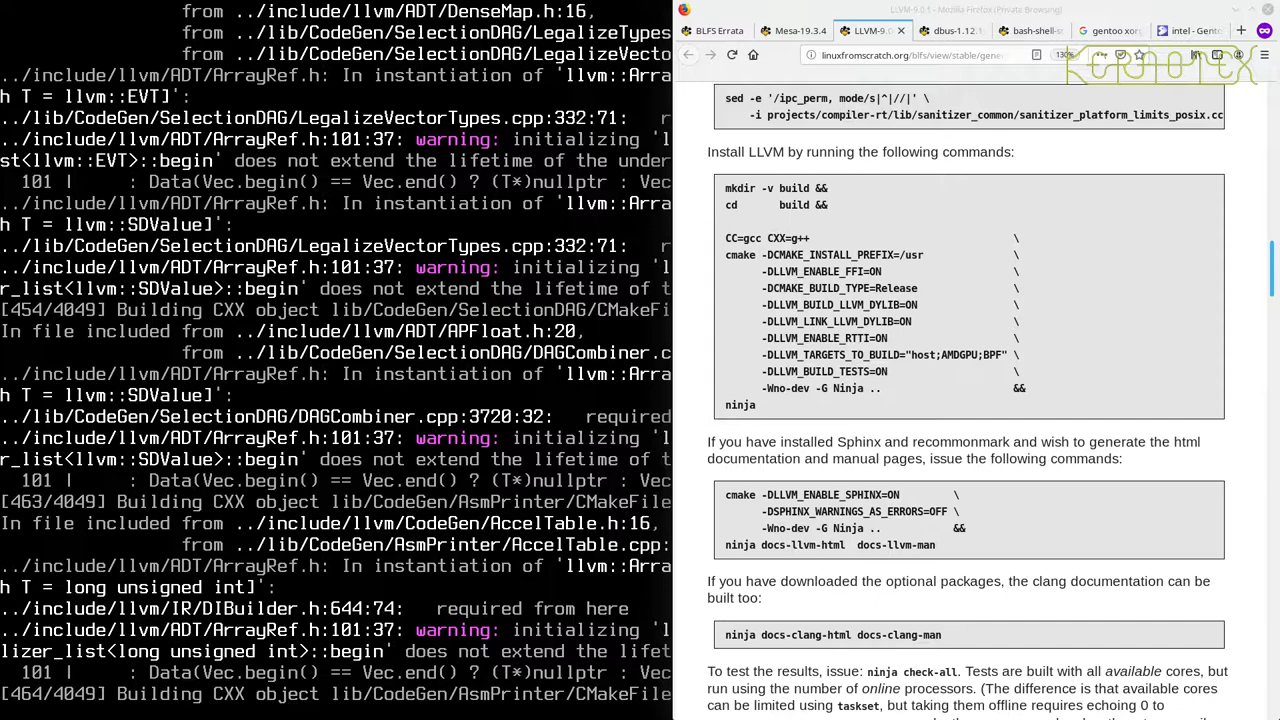 from ../include/llvm/ADT/DenseMap.h:16,
from ../lib/CodeGen/SelectionDAG/LegalizeTypes
from ../lib/CodeGen/SelectionDAG/LegalizeVecto
../include/llvm/ADT/ArrayRef.h: In instantiation of 'llvm::Arra
h T = llvm::EVT]':
../lib/CodeGen/SelectionDAG/LegalizeVectorTypes.cpp:332:71:   r
../include/llvm/ADT/ArrayRef.h:101:37: warning: initializing 'l
st<llvm::EVT>::begin' does not extend the lifetime of the under
101 |      : Data(Vec.begin() == Vec.end() ? (T*)nullptr : Vec
../include/llvm/ADT/ArrayRef.h: In instantiation of 'llvm::Arra
h T = llvm::SDValue]':
../lib/CodeGen/SelectionDAG/LegalizeVectorTypes.cpp:332:71:   r
../include/llvm/ADT/ArrayRef.h:101:37: warning: initializing 'l
r_list<llvm::SDValue>::begin' does not extend the lifetime of t
101 |      : Data(Vec.begin() == Vec.end() ? (T*)nullptr : Vec
[454/4049] Building CXX object lib/CodeGen/SelectionDAG/CMakeFi
In file included from ../include/llvm/ADT/APFloat.h:20,
from ../lib/CodeGen/SelectionDAG/DAGCombiner.c
../include/llvm/ADT/ArrayRef.h: In instantiation of 'llvm::Arra
h T = llvm::SDValue]':
../lib/CodeGen/SelectionDAG/DAGCombiner.cpp:3720:32:   required
../include/llvm/ADT/ArrayRef.h:101:37: warning: initializing 'l
r_list<llvm::SDValue>::begin' does not extend the lifetime of t
101 |      : Data(Vec.begin() == Vec.end() ? (T*)nullptr : Vec
[463/4049] Building CXX object lib/CodeGen/AsmPrinter/CMakeFile
In file included from ../include/llvm/CodeGen/AccelTable.h:16,
from ../lib/CodeGen/AsmPrinter/AccelTable.cpp:
../include/llvm/ADT/ArrayRef.h: In instantiation of 'llvm::Arra
h T = long unsigned int]':
../include/llvm/IR/DIBuilder.h:644:74:   required from here
../include/llvm/ADT/ArrayRef.h:101:37: warning: initializing 'l
lizer_list<long unsigned int>::begin' does not extend the lifet
101 |      : Data(Vec.begin() == Vec.end() ? (T*)nullptr : Vec
[464/4049] Building CXX object lib/CodeGen/AsmPrinter/CMakeFile
LLVM-9.0.1 - Mozilla Firefox (Private Browsing)
BLFS Errata
Mesa-19.3.4
LLVM-9.0
dbus-1.12.1
bash-shell-s
gentoo xorg
intel - Gento
linuxfromscratch.org/blfs/view/stable/gene
130%
sed -e '/ipc_perm, mode/s|^|//|' \
-i projects/compiler-rt/lib/sanitizer_common/sanitizer_platform_limits_posix.cc
Install LLVM by running the following commands:
mkdir -v build &&
cd       build &&
CC=gcc CXX=g++                                  \
cmake -DCMAKE_INSTALL_PREFIX=/usr               \
-DLLVM_ENABLE_FFI=ON                      \
-DCMAKE_BUILD_TYPE=Release                \
-DLLVM_BUILD_LLVM_DYLIB=ON                \
-DLLVM_LINK_LLVM_DYLIB=ON                 \
-DLLVM_ENABLE_RTTI=ON                     \
-DLLVM_TARGETS_TO_BUILD="host;AMDGPU;BPF" \
-DLLVM_BUILD_TESTS=ON                     \
-Wno-dev -G Ninja ..                      &&
ninja
If you have installed Sphinx and recommonmark and wish to generate the html
documentation and manual pages, issue the following commands:
cmake -DLLVM_ENABLE_SPHINX=ON         \
-DSPHINX_WARNINGS_AS_ERRORS=OFF \
-Wno-dev -G Ninja ..            &&
ninja docs-llvm-html  docs-llvm-man
If you have downloaded the optional packages, the clang documentation can be
built too:
ninja docs-clang-html docs-clang-man
To test the results, issue: ninja check-all. Tests are built with all available cores, but
run using the number of online processors. (The difference is that available cores
can be limited using taskset, but taking them offline requires echoing 0 to